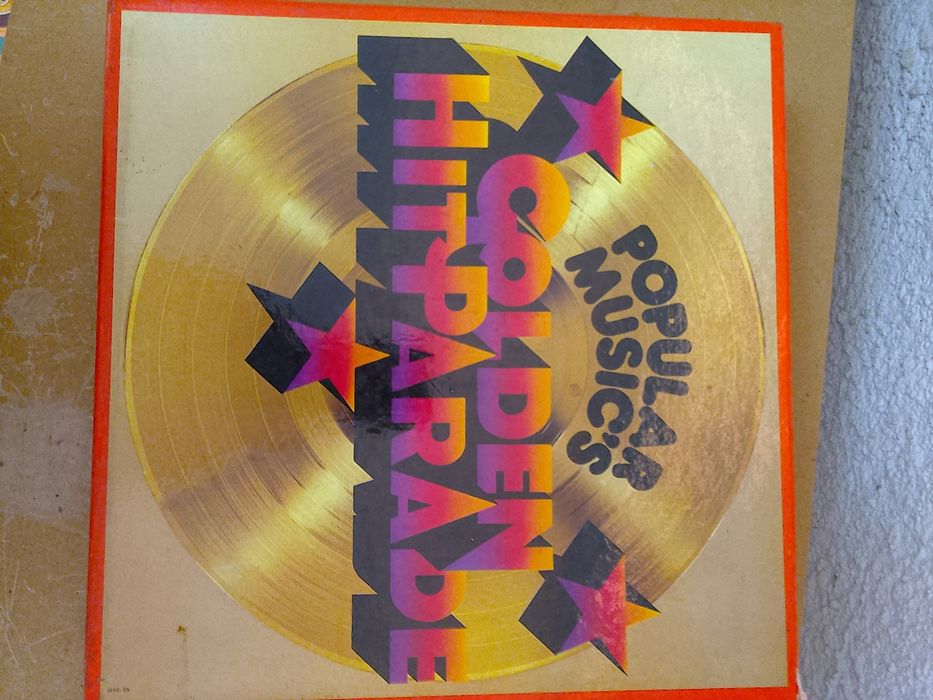 POPULAR
MUSIC'S
GOLDEN
HIT PARADE